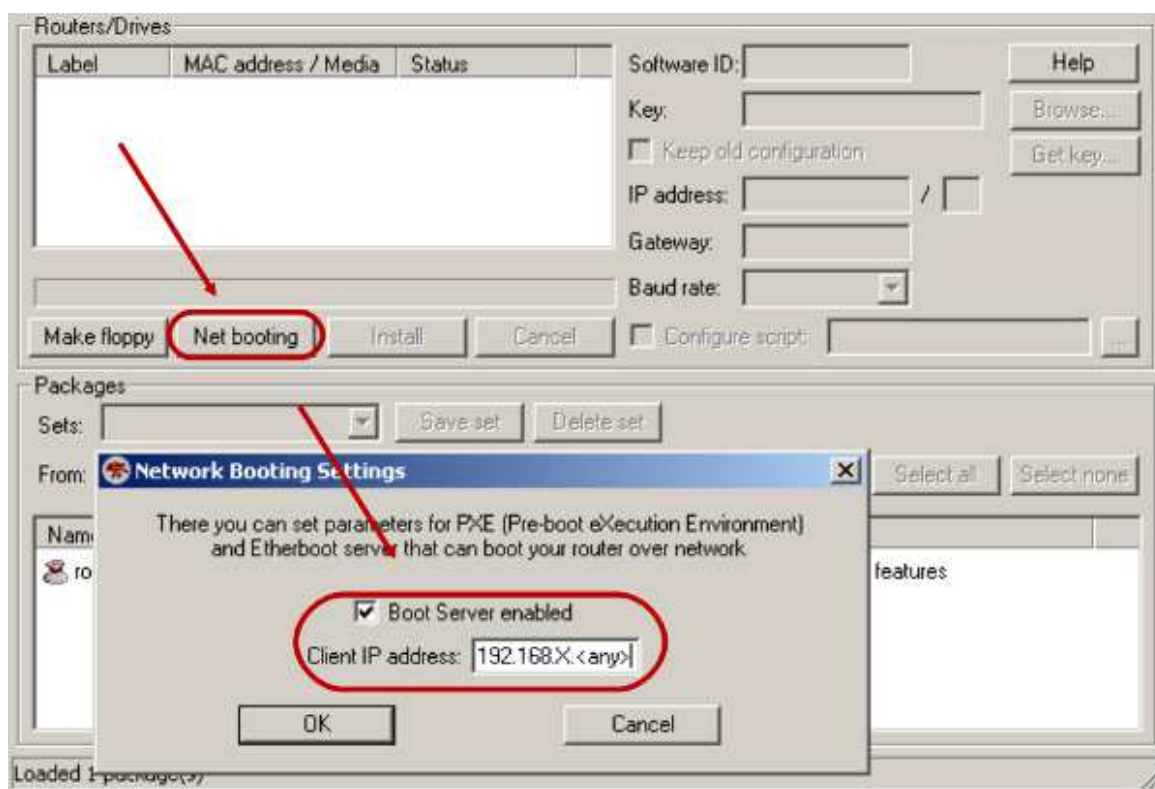 Routers/Drives
Label MAC address / Media Status
Software ID:
Help
Key:
Browse...
Keep old configuration
Get key...
IP address: /
Gateway:
Baud rate:
Make floppy Net booting Install Cancel
Configure script: ...
Packages
Sets: Save set Delete set
From: Select all Select none
Network Booting Settings
There you can set parameters for PXE (Pre-boot eXecution Environment)
and Etherboot server that can boot your router over network
Nam
ro features
Boot Server enabled
Client IP address: 192.168.X.<any>
OK Cancel
Loaded 1 package(s)